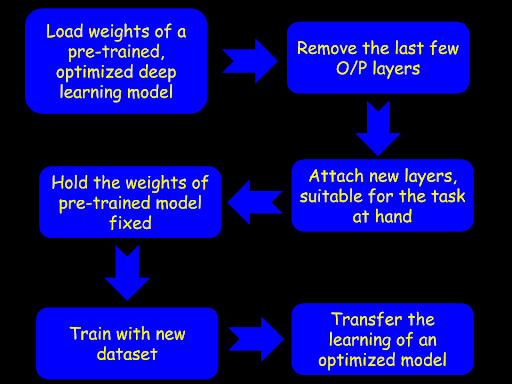 Load weights of a
pre-trained,
optimized deep
learning model
Remove the last few
O/P layers
Attach new layers,
suitable for the task
at hand
Hold the weights of
pre-trained model
fixed
Train with new
dataset
Transfer the
learning of an
optimized model